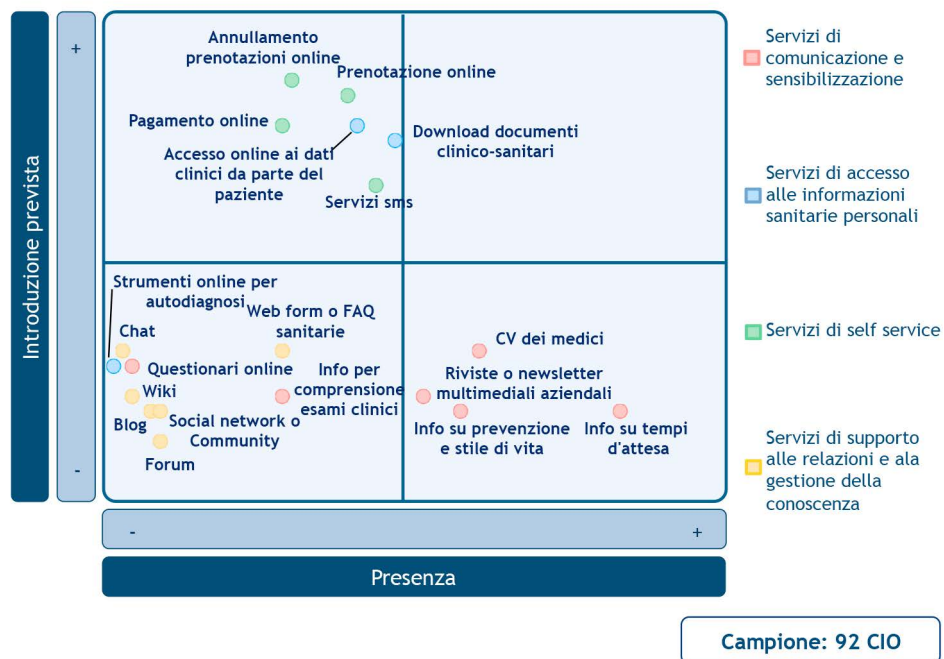 Introduzione prevista
+
-
Annullamento
prenotazioni online
Prenotazione online
Pagamento online
Accesso online ai dati
clinici da parte del
paziente
Download documenti
clinico-sanitari
Servizi sms
Strumenti online per
autodiagnosi
Web form o FAQ
sanitarie
Chat
Questionari online
Info per
comprensione
esami clinici
Wiki
Blog
Social network o
Community
Forum
CV dei medici
Riviste o newsletter
multimediali aziendali
Info su prevenzione
e stile di vita
Info su tempi
d'attesa
-
+
Presenza
Servizi di
comunicazione e
sensibilizzazione
Servizi di accesso
alle informazioni
sanitarie personali
Servizi di self service
Servizi di supporto
alle relazioni e ala
gestione della
conoscenza
Campione: 92 CIO